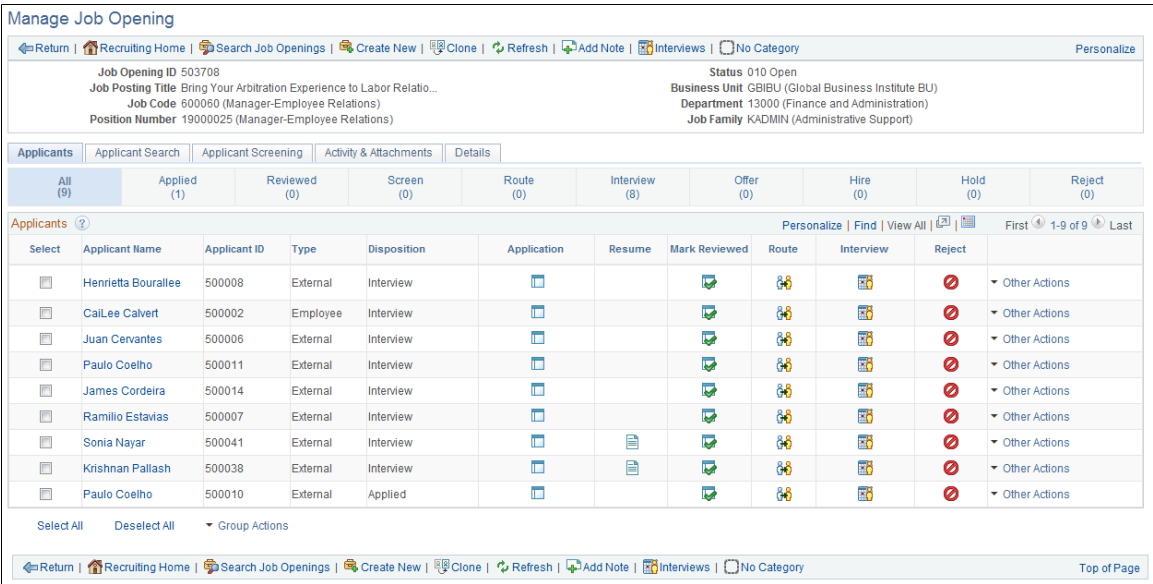 Manage Job Opening
Return | Recruiting Home | Search Job Openings | Create New | Clone | Refresh | Add Note | Interviews | No Category Personalize
Job Opening ID 503708 Status 010 Open
Job Posting Title Bring Your Arbitration Experience to Labor Relatio... Business Unit GBIBU (Global Business Institute BU)
Job Code 600060 (Manager-Employee Relations) Department 13000 (Finance and Administration)
Position Number 19000025 (Manager-Employee Relations) Job Family KADMIN (Administrative Support)
Applicants Applicant Search Applicant Screening Activity & Attachments Details
All Applied Reviewed Screen Route Interview Offer Hire Hold Reject
(9) (1) (0) (0) (0) (8) (0) (0) (0) (0)
Applicants ? Personalize | Find | View All | | First 1-9 of 9 Last
Select Applicant Name Applicant ID Type Disposition Application Resume Mark Reviewed Route Interview Reject
Henrietta Bourallee 500008 External Interview Other Actions
CaiLee Calvert 500002 Employee Interview Other Actions
Juan Cervantes 500006 External Interview Other Actions
Paulo Coelho 500011 External Interview Other Actions
James Cordeira 500014 External Interview Other Actions
Ramilio Estavias 500007 External Interview Other Actions
Sonia Nayar 500041 External Interview Other Actions
Krishnan Pallash 500038 External Interview Other Actions
Paulo Coelho 500010 External Applied Other Actions
Select All Deselect All Group Actions
Return | Recruiting Home | Search Job Openings | Create New | Clone | Refresh | Add Note | Interviews | No Category Top of Page